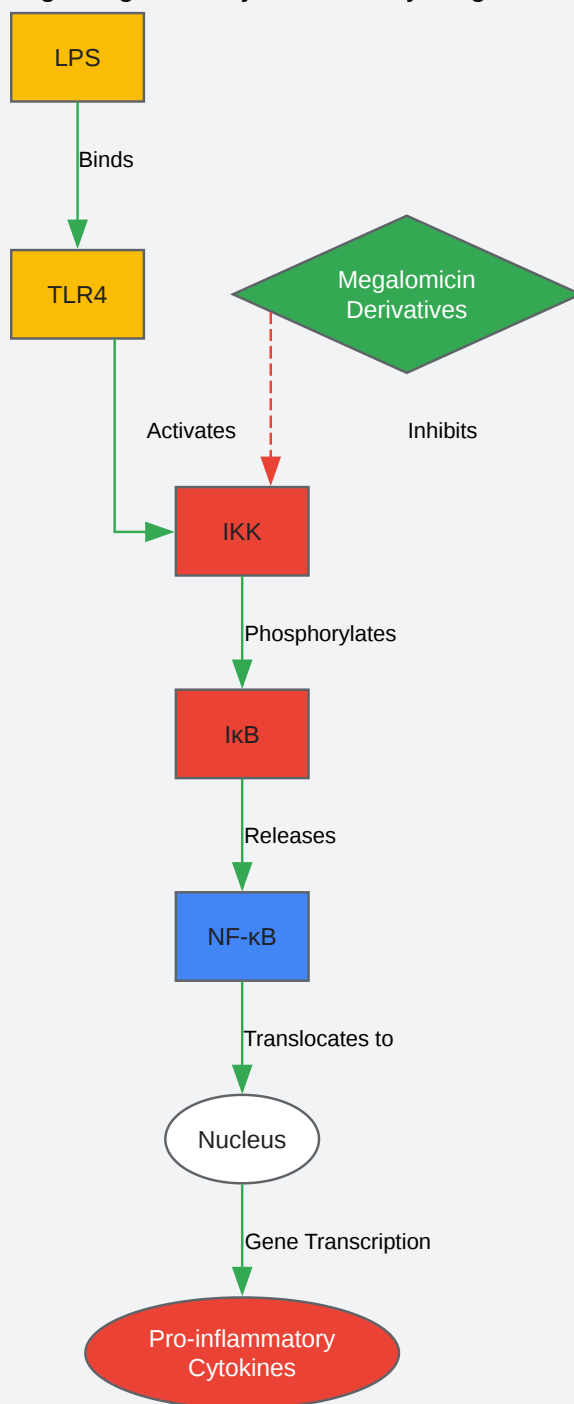 LPS
Binds
TLR4
Megalomicin
Derivatives
Activates
Inhibits
IKK
Phosphorylates
IκB
Releases
NF-κB
Translocates to
Nucleus
Gene Transcription
Pro-inflammatory
Cytokines